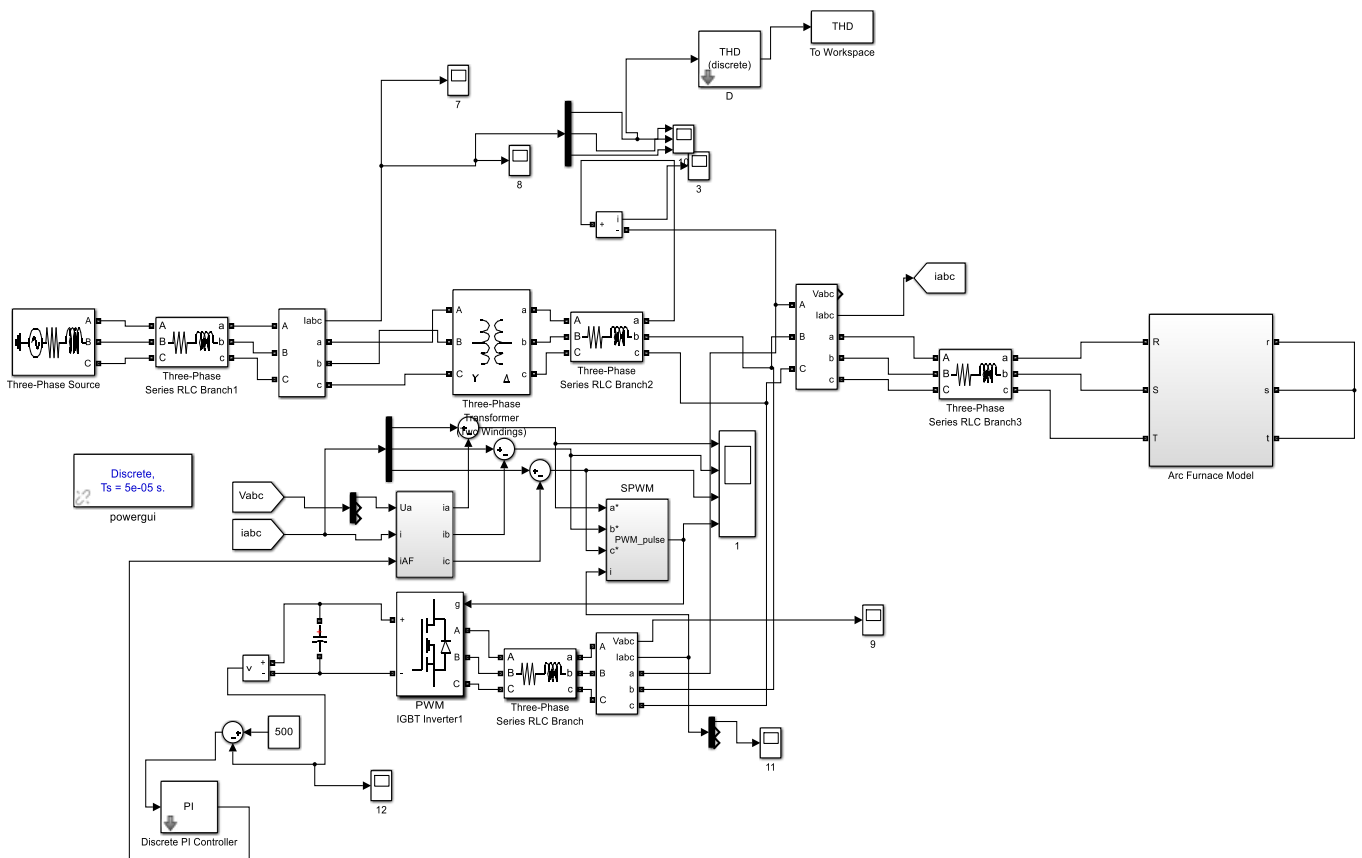 THD
To Workspace
THD
(discrete)
D
7
8
10
3
i
+
-
iabc
A
B
C
Three-Phase Source
A
B
C
a
b
c
Three-Phase
Series RLC Branch1
A
B
C
Iabc
a
b
c
A
B
C
a
b
c
Y
Δ
Three-Phase
Transformer
(Two Windings)
A
B
C
a
b
c
Three-Phase
Series RLC Branch2
A
B
C
Vabc
Iabc
a
b
c
A
B
C
a
b
c
Three-Phase
Series RLC Branch3
R
S
T
r
s
t
Arc Furnace Model
Discrete,
Ts = 5e-05 s.
powergui
Vabc
iabc
Ua
i
iAF
ia
ib
ic
+
-
+
-
+
-
SPWM
a*
b*
c*
i
PWM_pulse
1
v
+
-
+
-
g
A
B
C
PWM
IGBT Inverter1
A
B
C
a
b
c
Three-Phase
Series RLC Branch
A
B
C
Vabc
Iabc
a
b
c
9
11
-
+
500
12
PI
Discrete PI Controller